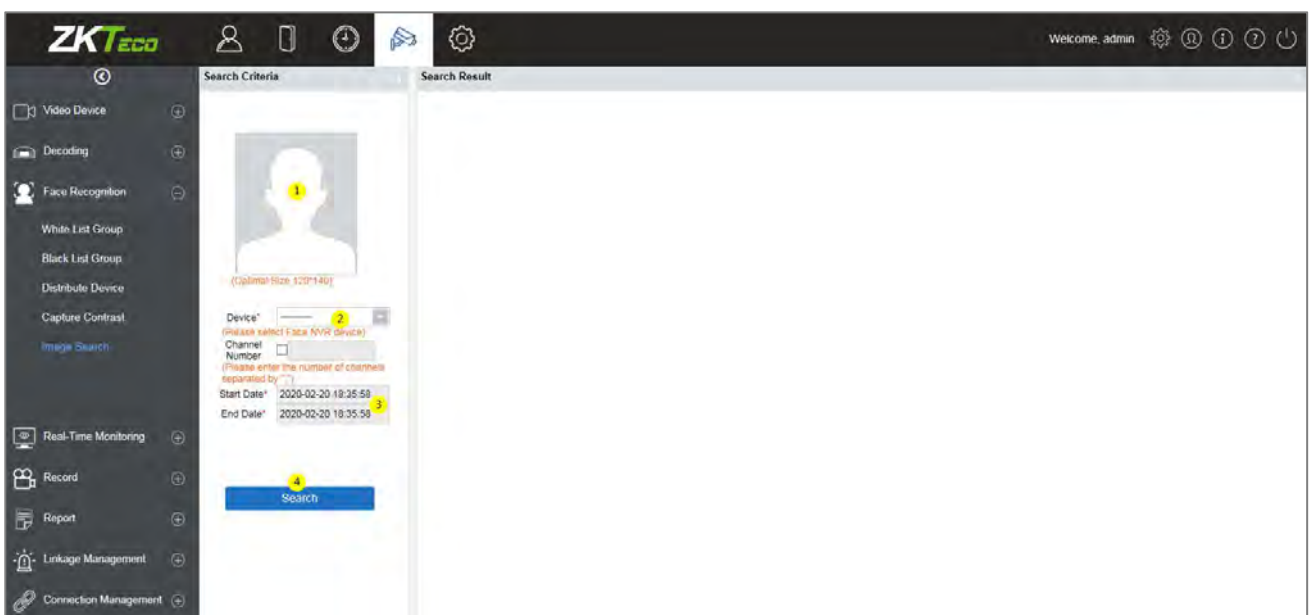 ZKTeco
Welcome, admin
Search Criteria
Search Result
Video Device
Decoding
Face Recognition
White List Group
Black List Group
Distribute Device
Capture Contrast
Image Search
Real-Time Monitoring
Record
Report
Linkage Management
Connection Management
1
(Optimal Size 120*140)
Device*
2
(Please select Face NVR device)
Channel
Number
(Please enter the number of channels
separated by ",")
Start Date* 2020-02-20 18:35:58
3
End Date* 2020-02-20 18:35:58
4
Search